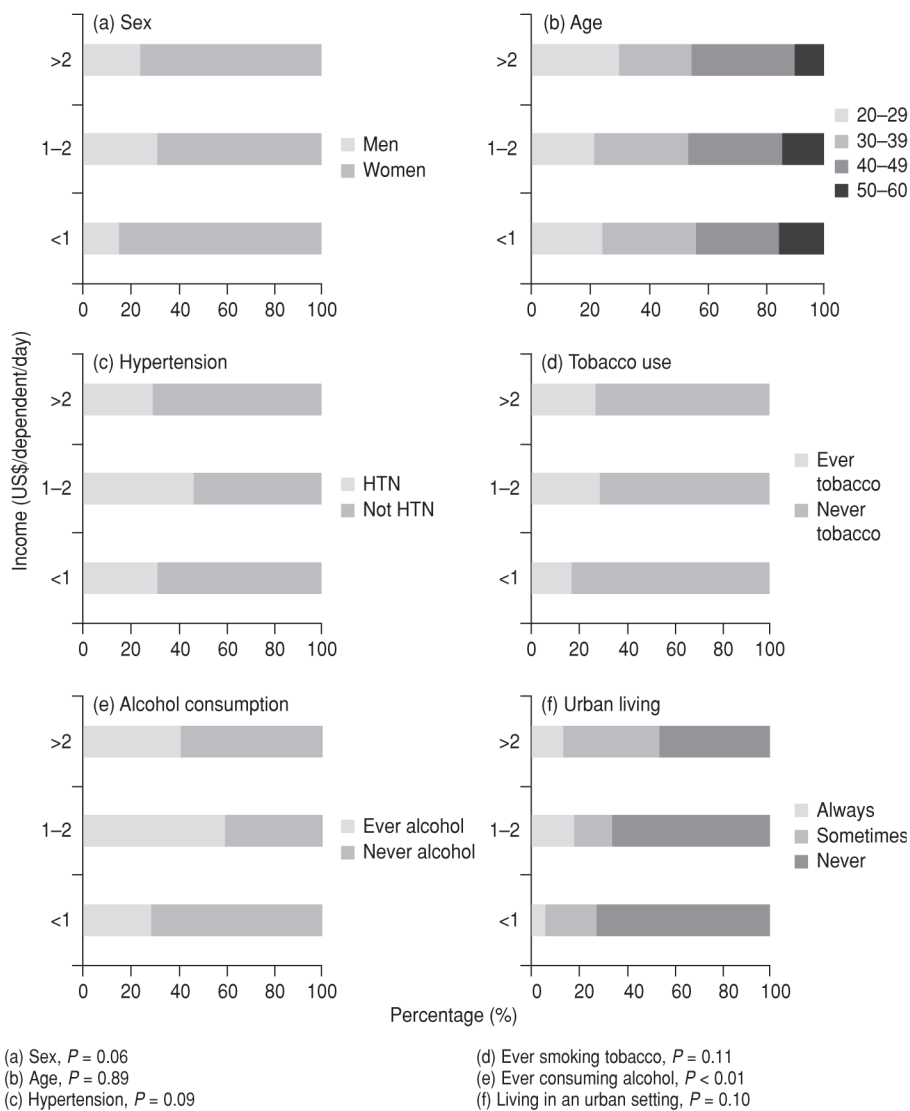 (a) Sex
>2
1–2
<1
0 20 40 60 80 100
Men
Women
(b) Age
>2
1–2
<1
0 20 40 60 80 100
20–29
30–39
40–49
50–60
Income (US$/dependent/day)
(c) Hypertension
>2
1–2
<1
0 20 40 60 80 100
HTN
Not HTN
(d) Tobacco use
>2
1–2
<1
0 20 40 60 80 100
Ever
tobacco
Never
tobacco
(e) Alcohol consumption
>2
1–2
<1
0 20 40 60 80 100
Ever alcohol
Never alcohol
(f) Urban living
>2
1–2
<1
0 20 40 60 80 100
Always
Sometimes
Never
Percentage (%)
(a) Sex, P = 0.06
(b) Age, P = 0.89
(c) Hypertension, P = 0.09
(d) Ever smoking tobacco, P = 0.11
(e) Ever consuming alcohol, P < 0.01
(f) Living in an urban setting, P = 0.10